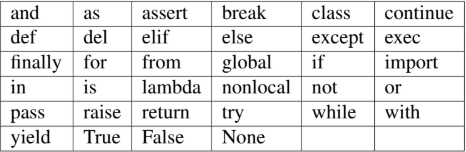 and as assert break class continue
def del elif else except exec
finally for from global if import
in is lambda nonlocal not or
pass raise return try while with
yield True False None